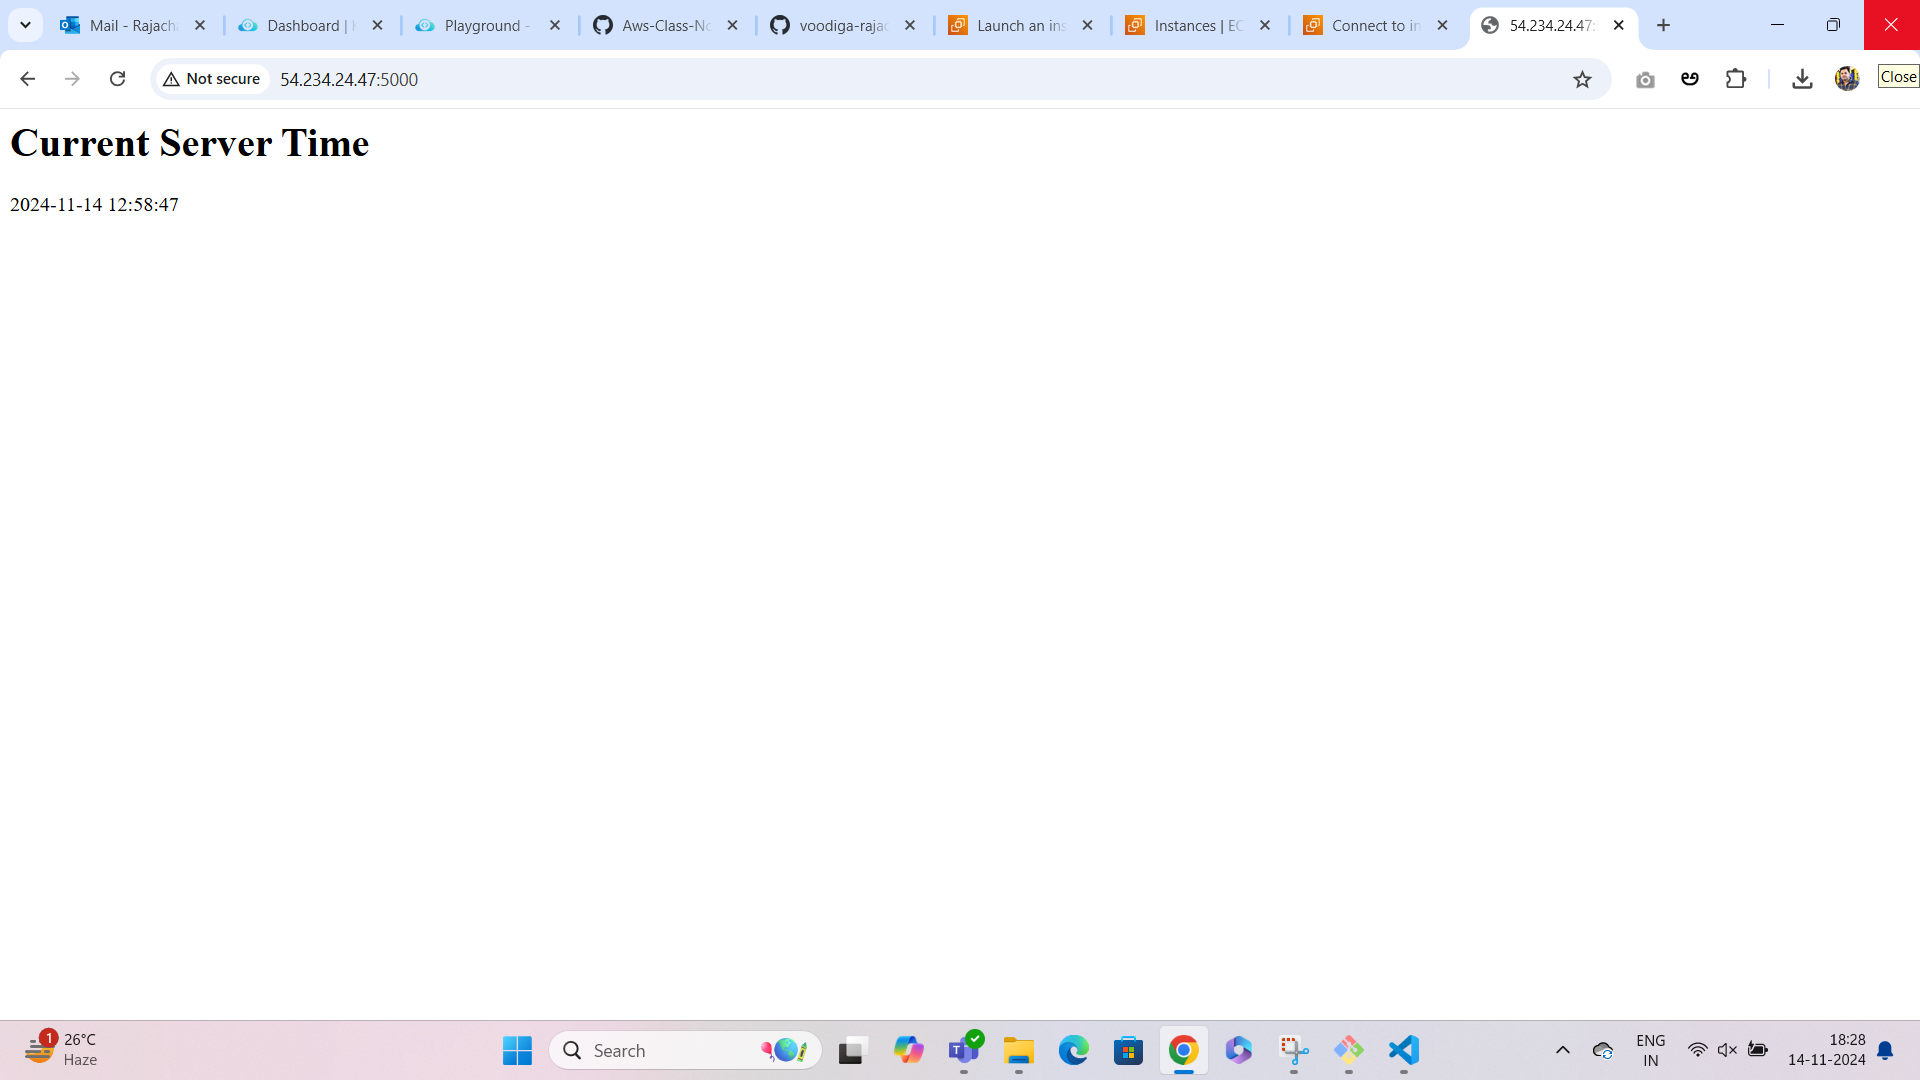 Mail - Rajach
Dashboard | 
Playground -
Aws-Class-No
voodiga-rajac
Launch an ins
Instances | EC
Connect to in
54.234.24.47:
Not secure
54.234.24.47:5000
Close
Current Server Time
2024-11-14 12:58:47
1
26°C
Haze
Search
T
ENG
IN
18:28
14-11-2024